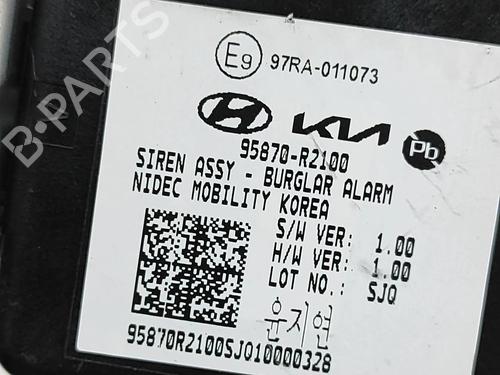 E9 97RA-011073
KIA Pb
95870-R2100
SIREN ASSY - BURGLAR ALARM
NIDEC MOBILITY KOREA
S/W VER: 1.00
H/W VER: 1.00
LOT NO.: SJQ
윤지연
95870R2100SJQ10000328
B-PARTS